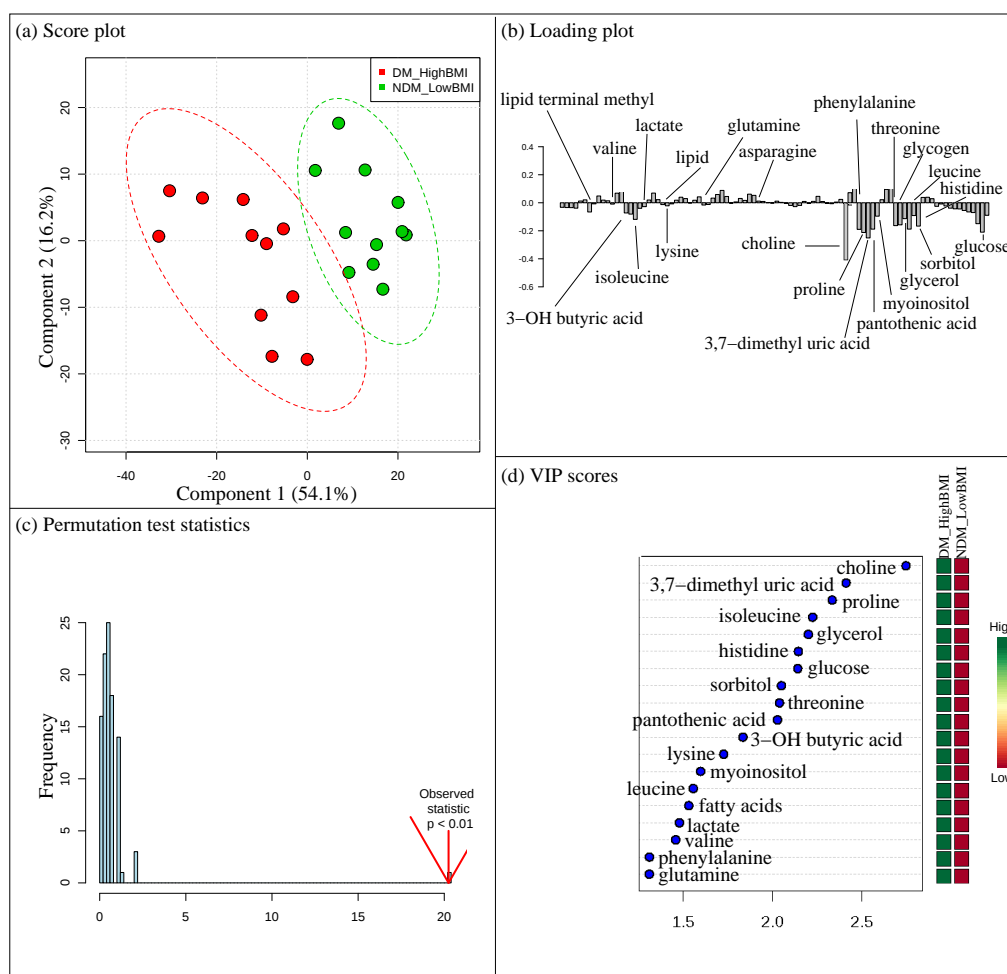 (a) Score plot
DM_HighBMI
NDM_LowBMI
Component 2 (16.2%)
20
10
0
-10
-20
-30
-40
-20
0
20
Component 1 (54.1%)
(b) Loading plot
phenylalanine
lipid terminal methyl
lactate
glutamine
threonine
valine
lipid
asparagine
glycogen
leucine
histidine
0.4
0.2
0.0
-0.2
-0.4
-0.6
lysine
choline
glucose
isoleucine
sorbitol
proline
glycerol
myoinositol
3−OH butyric acid
pantothenic acid
3,7−dimethyl uric acid
(c) Permutation test statistics
Frequency
25
20
15
10
5
0
Observed
statistic
p < 0.01
0
5
10
15
20
(d) VIP scores
DM_HighBMI
NDM_LowBMI
choline
3,7−dimethyl uric acid
proline
isoleucine
glycerol
histidine
glucose
sorbitol
threonine
pantothenic acid
3−OH butyric acid
lysine
myoinositol
leucine
fatty acids
lactate
valine
phenylalanine
glutamine
1.5
2.0
2.5
High
Low